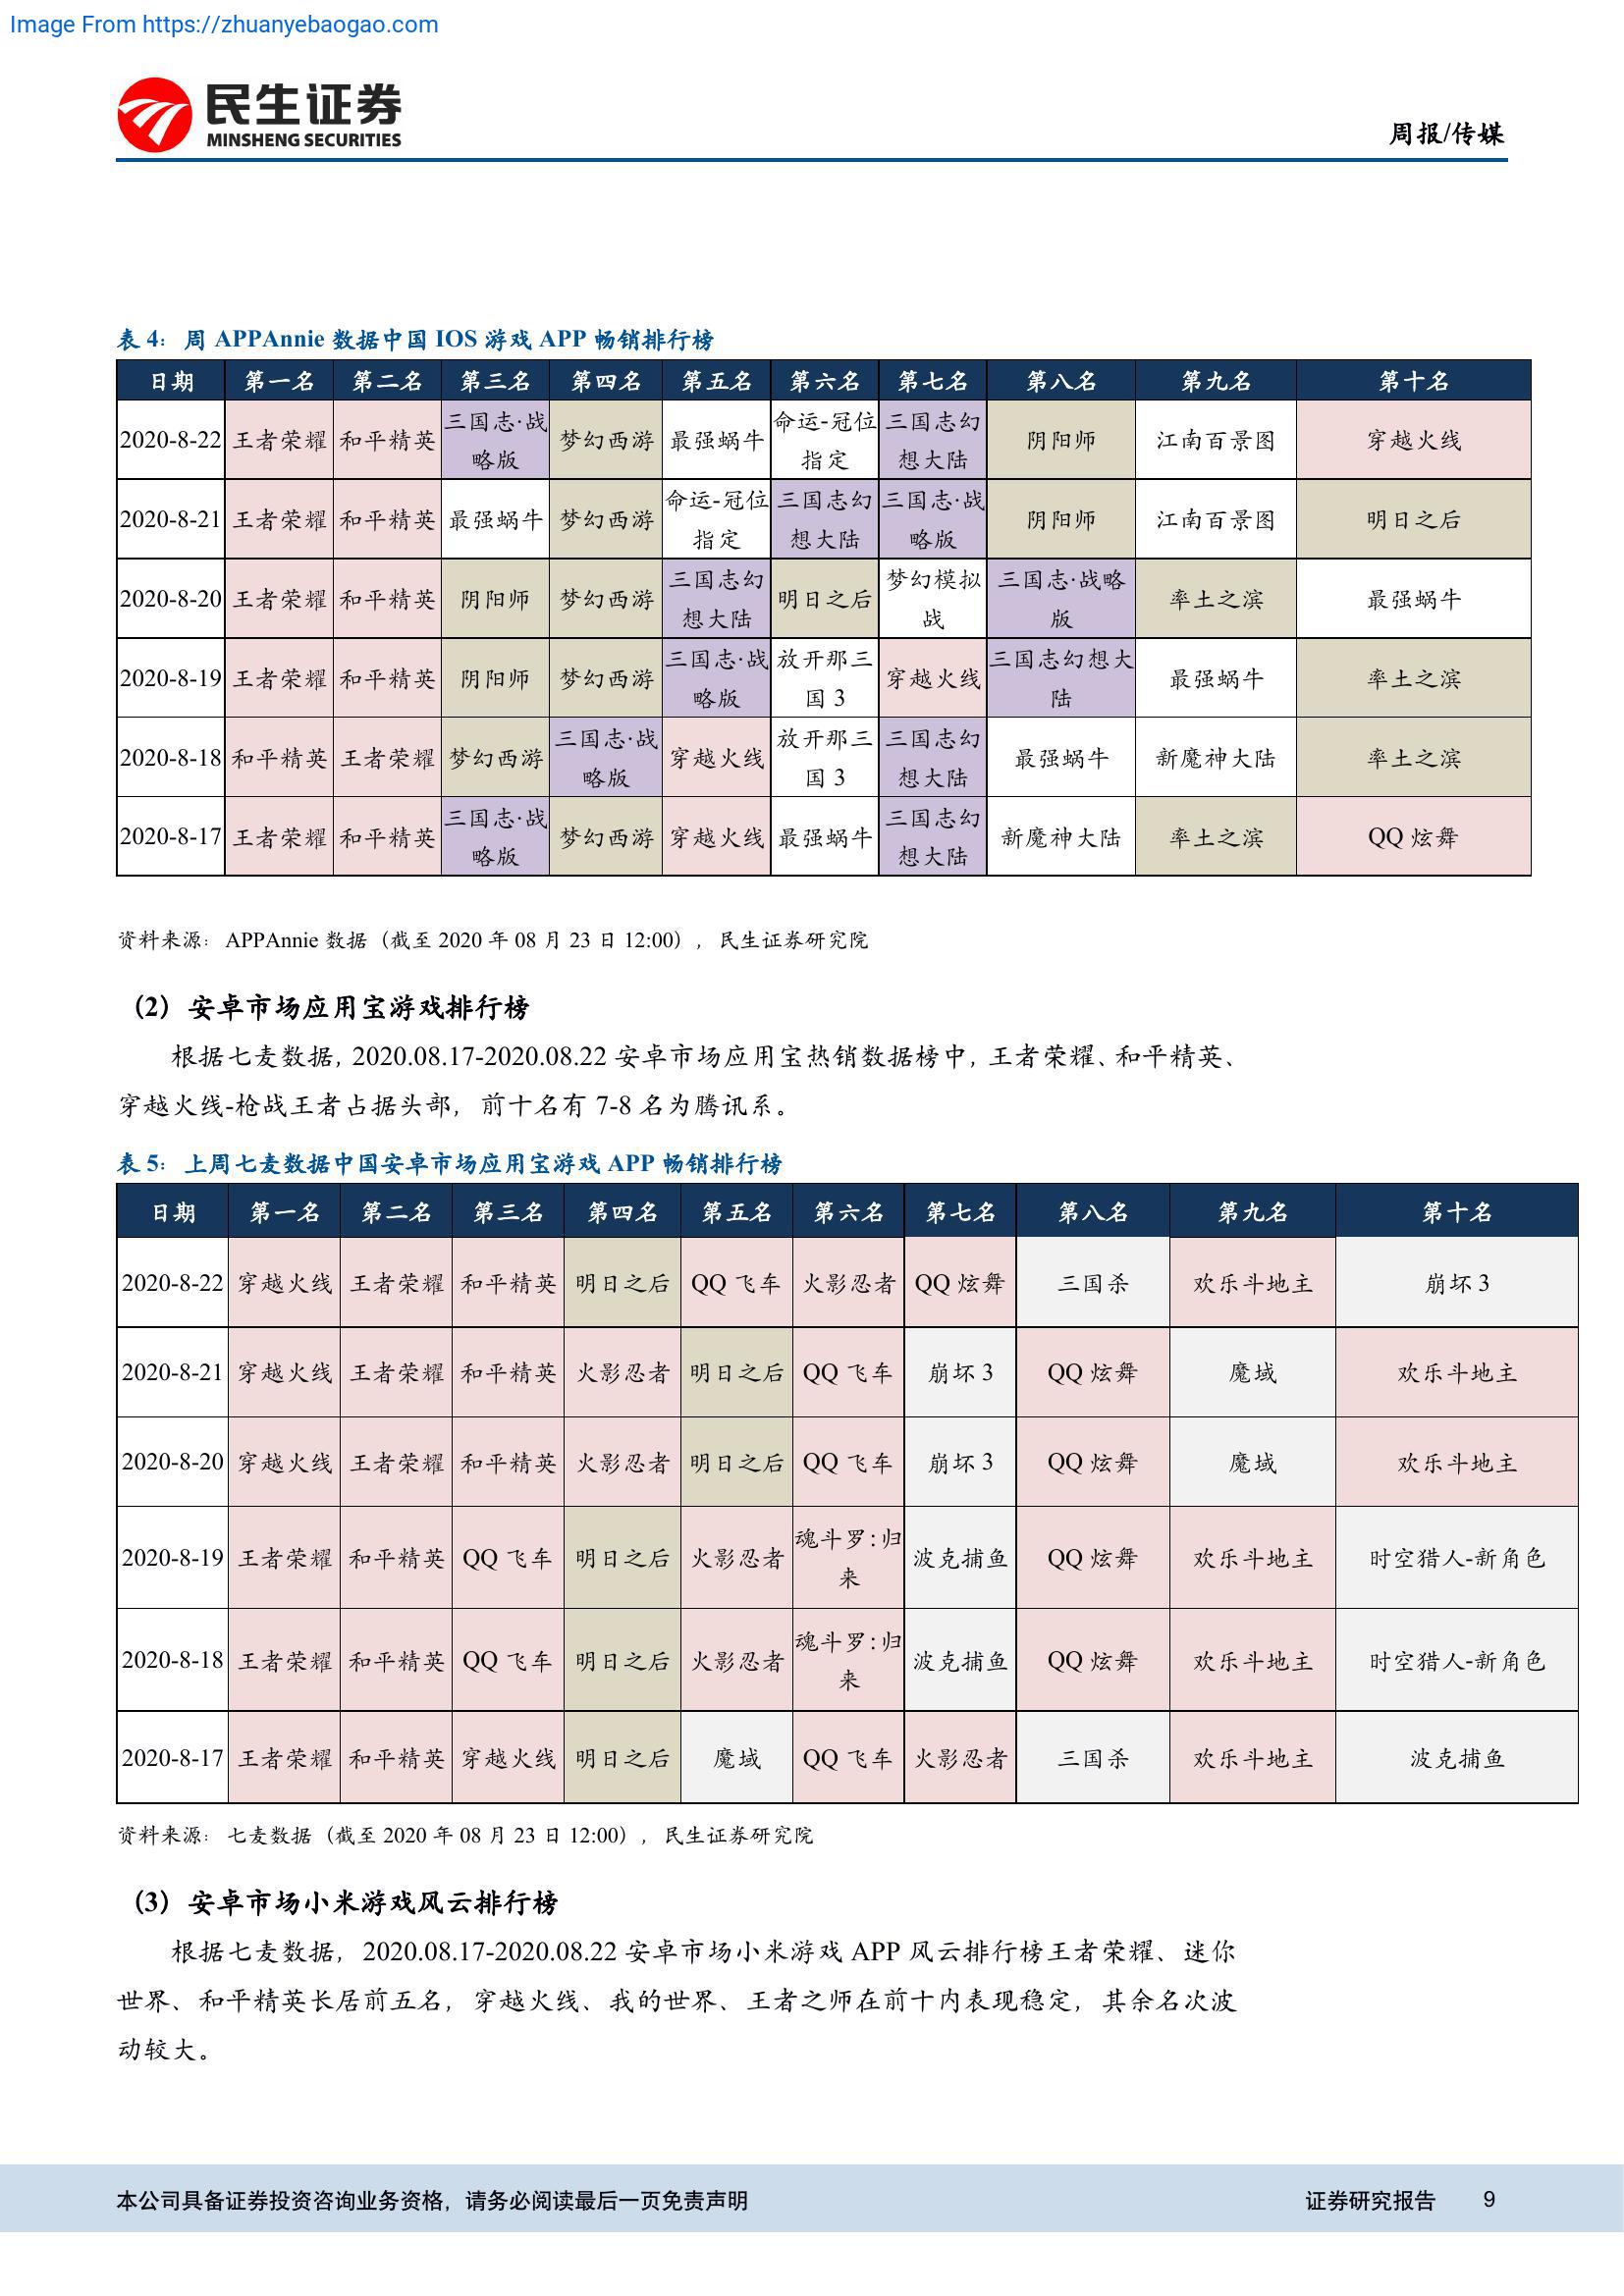 Image From https://zhuanyebaogao.com
民生证券
MINSHENG SECURITIES
周报/传媒
表 4：周 APPAnnie 数据中国 IOS 游戏 APP 畅销排行榜
日期 第一名 第二名 第三名 第四名 第五名 第六名 第七名 第八名 第九名 第十名
2020-8-22 王者荣耀 和平精英 三国志·战略版 梦幻西游 最强蜗牛 命运-冠位指定 三国志幻想大陆 阴阳师 江南百景图 穿越火线
2020-8-21 王者荣耀 和平精英 最强蜗牛 梦幻西游 命运-冠位指定 三国志幻想大陆 三国志·战略版 阴阳师 江南百景图 明日之后
2020-8-20 王者荣耀 和平精英 阴阳师 梦幻西游 三国志幻想大陆 明日之后 梦幻模拟战 三国志·战略版 率土之滨 最强蜗牛
2020-8-19 王者荣耀 和平精英 阴阳师 梦幻西游 三国志·战略版 放开那三国 3 穿越火线 三国志幻想大陆 最强蜗牛 率土之滨
2020-8-18 和平精英 王者荣耀 梦幻西游 三国志·战略版 穿越火线 放开那三国 3 三国志幻想大陆 最强蜗牛 新魔神大陆 率土之滨
2020-8-17 王者荣耀 和平精英 三国志·战略版 梦幻西游 穿越火线 最强蜗牛 三国志幻想大陆 新魔神大陆 率土之滨 QQ 炫舞
资料来源：APPAnnie 数据（截至 2020 年 08 月 23 日 12:00），民生证券研究院
（2）安卓市场应用宝游戏排行榜
根据七麦数据，2020.08.17-2020.08.22 安卓市场应用宝热销数据榜中，王者荣耀、和平精英、
穿越火线-枪战王者占据头部，前十名有 7-8 名为腾讯系。
表 5：上周七麦数据中国安卓市场应用宝游戏 APP 畅销排行榜
日期 第一名 第二名 第三名 第四名 第五名 第六名 第七名 第八名 第九名 第十名
2020-8-22 穿越火线 王者荣耀 和平精英 明日之后 QQ 飞车 火影忍者 QQ 炫舞 三国杀 欢乐斗地主 崩坏 3
2020-8-21 穿越火线 王者荣耀 和平精英 火影忍者 明日之后 QQ 飞车 崩坏 3 QQ 炫舞 魔域 欢乐斗地主
2020-8-20 穿越火线 王者荣耀 和平精英 火影忍者 明日之后 QQ 飞车 崩坏 3 QQ 炫舞 魔域 欢乐斗地主
2020-8-19 王者荣耀 和平精英 QQ 飞车 明日之后 火影忍者 魂斗罗:归来 波克捕鱼 QQ 炫舞 欢乐斗地主 时空猎人-新角色
2020-8-18 王者荣耀 和平精英 QQ 飞车 明日之后 火影忍者 魂斗罗:归来 波克捕鱼 QQ 炫舞 欢乐斗地主 时空猎人-新角色
2020-8-17 王者荣耀 和平精英 穿越火线 明日之后 魔域 QQ 飞车 火影忍者 三国杀 欢乐斗地主 波克捕鱼
资料来源：七麦数据（截至 2020 年 08 月 23 日 12:00），民生证券研究院
（3）安卓市场小米游戏风云排行榜
根据七麦数据，2020.08.17-2020.08.22 安卓市场小米游戏 APP 风云排行榜王者荣耀、迷你
世界、和平精英长居前五名，穿越火线、我的世界、王者之师在前十内表现稳定，其余名次波
动较大。
本公司具备证券投资咨询业务资格，请务必阅读最后一页免责声明 证券研究报告 9